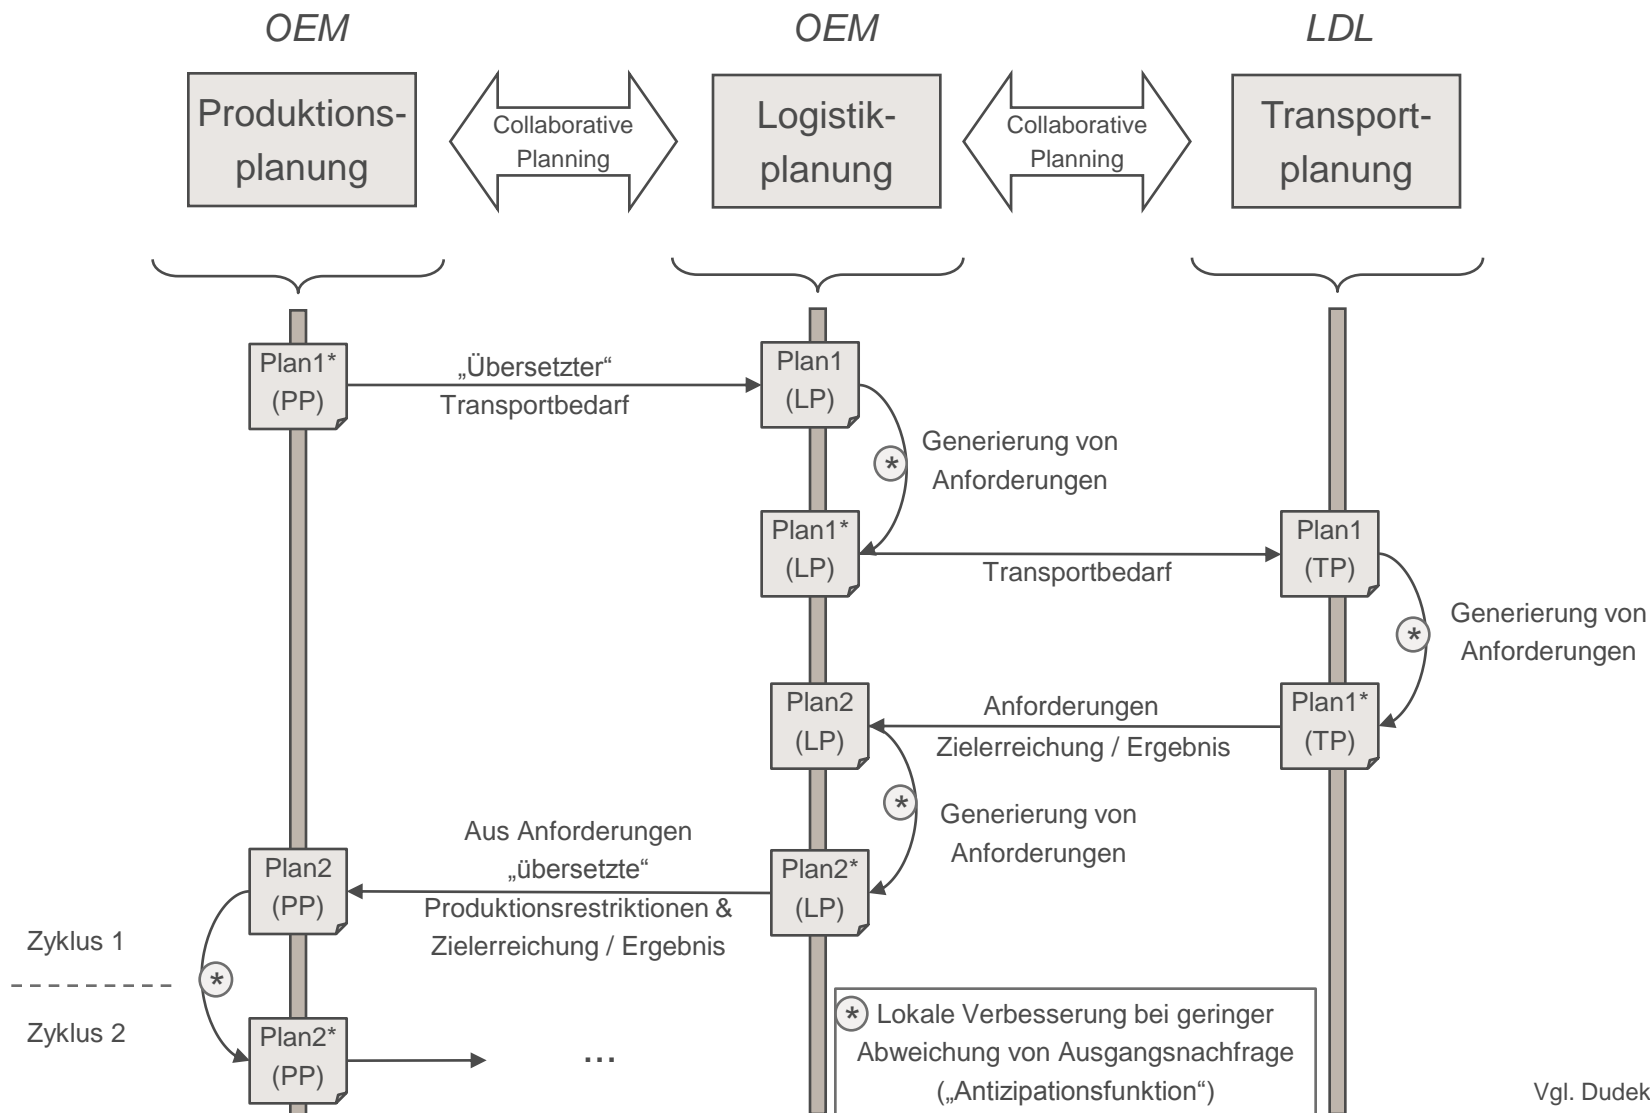 OEM
OEM
LDL
Produktions-
planung
Collaborative
Planning
Logistik-
planung
Collaborative
Planning
Transport-
planung
Plan1*
(PP)
„Übersetzter“
Transportbedarf
Plan1
(LP)
*
Generierung von
Anforderungen
Plan1*
(LP)
Transportbedarf
Plan1
(TP)
*
Generierung von
Anforderungen
Plan2
(LP)
Anforderungen
Zielerreichung / Ergebnis
Plan1*
(TP)
*
Generierung von
Anforderungen
Plan2
(PP)
Aus Anforderungen
„übersetzte“
Produktionsrestriktionen &
Zielerreichung / Ergebnis
Plan2*
(LP)
Zyklus 1
*
Zyklus 2
Plan2*
(PP)
...
* Lokale Verbesserung bei geringer
Abweichung von Ausgangsnachfrage
(„Antizipationsfunktion“)
Vgl. Dudek